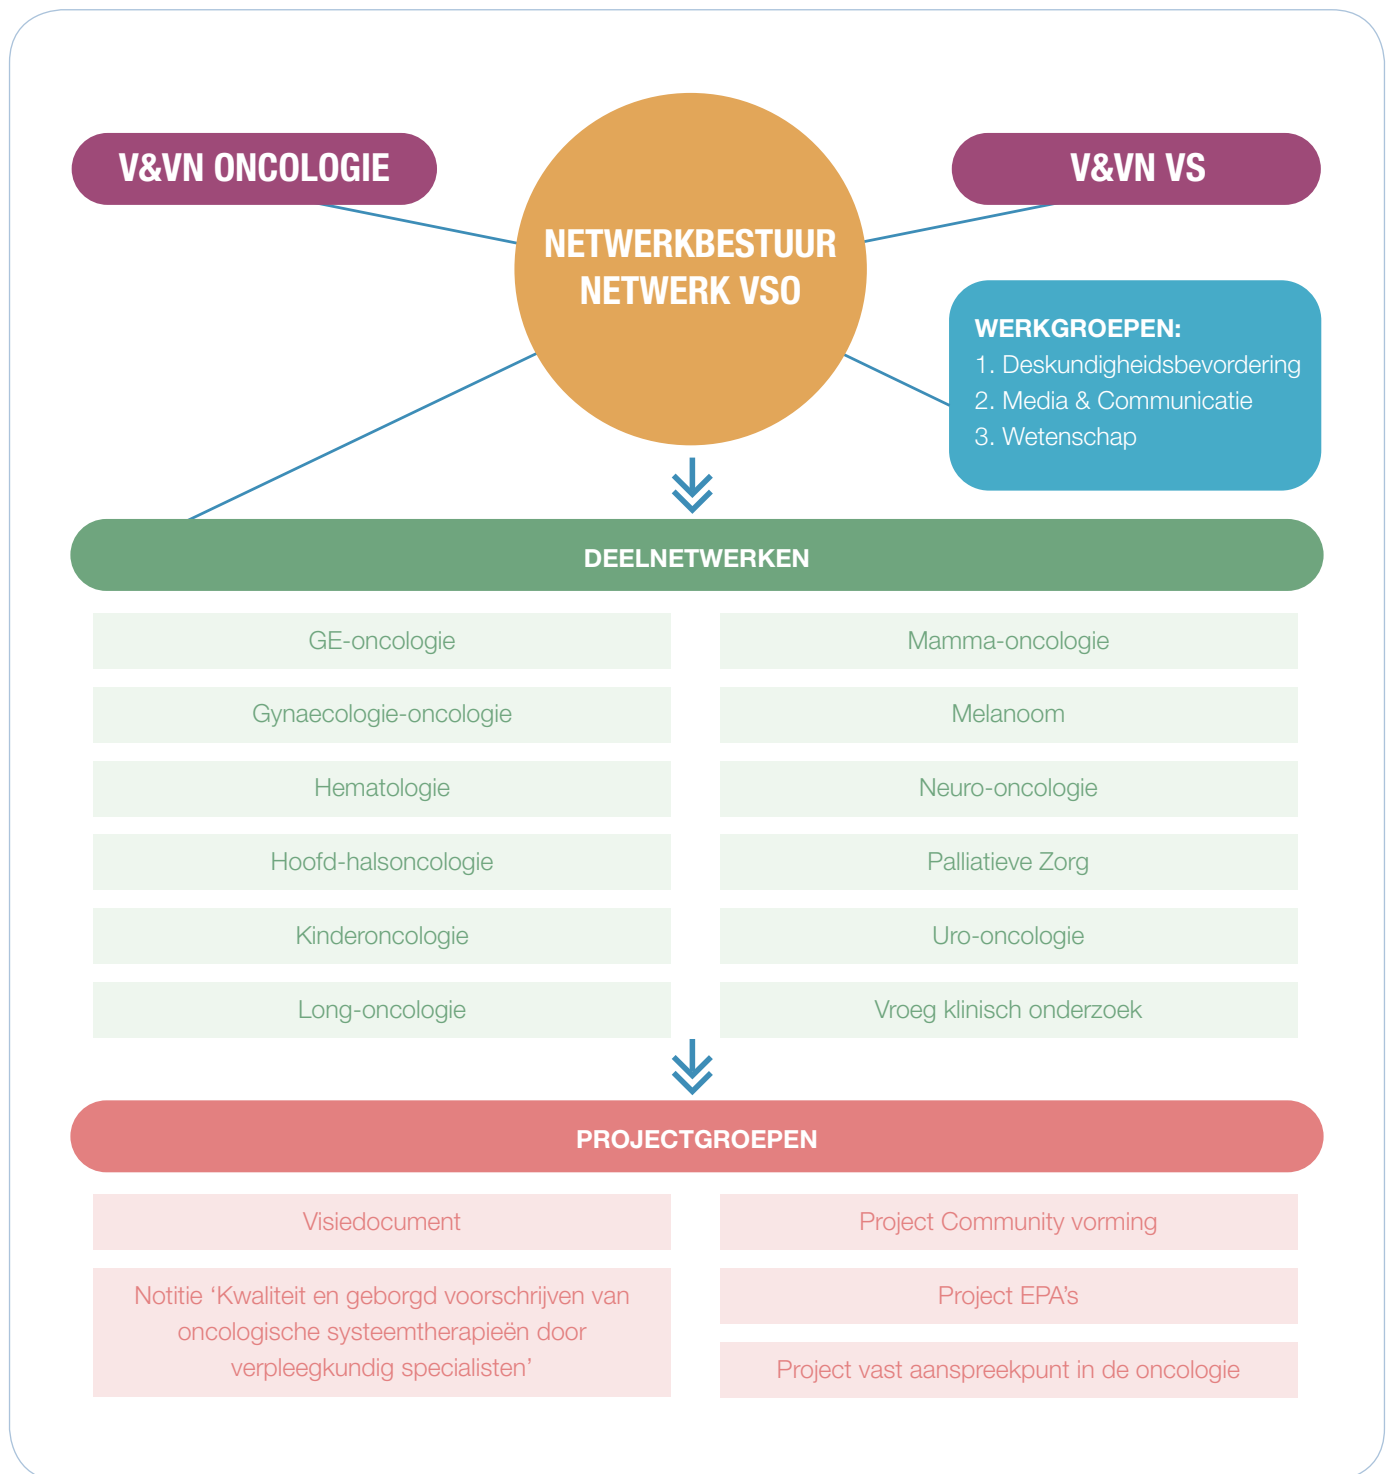 V&VN ONCOLOGIE
V&VN VS
NETWERKBESTUUR
NETWERK VSO
WERKGROEPEN:
1. Deskundigheidsbevordering
2. Media & Communicatie
3. Wetenschap
DEELNETWERKEN
GE-oncologie
Mamma-oncologie
Gynaecologie-oncologie
Melanoom
Hematologie
Neuro-oncologie
Hoofd-halsoncologie
Palliatieve Zorg
Kinderoncologie
Uro-oncologie
Long-oncologie
Vroeg klinisch onderzoek
PROJECTGROEPEN
Visiedocument
Project Community vorming
Notitie ‘Kwaliteit en geborgd voorschrijven van
oncologische systeemtherapieën door
verpleegkundig specialisten’
Project EPA’s
Project vast aanspreekpunt in de oncologie